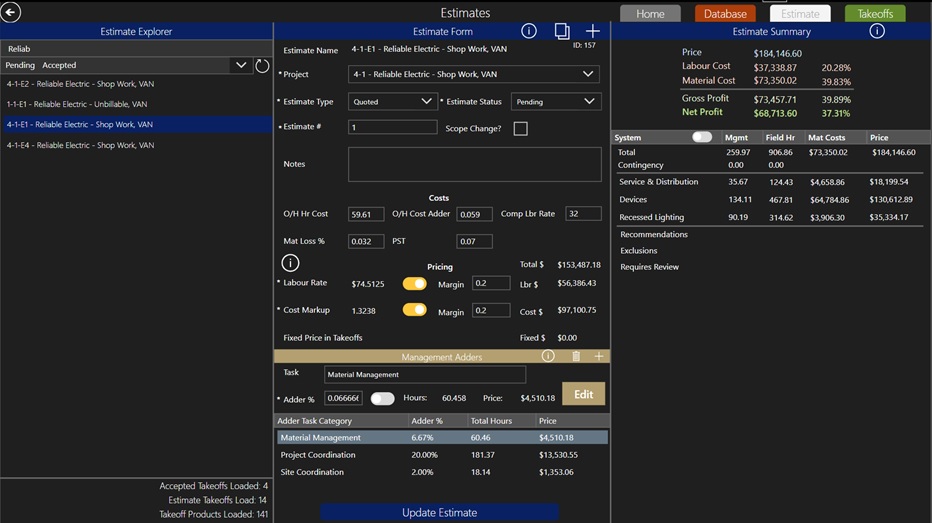 Estimates
Home
Database
Estimate
Takeoffs
Estimate Explorer
Reliab
Pending Accepted
4-1-E2 - Reliable Electric - Shop Work, VAN
1-1-E1 - Reliable Electric - Unbillable, VAN
4-1-E1 - Reliable Electric - Shop Work, VAN
4-1-E4 - Reliable Electric - Shop Work, VAN
Accepted Takeoffs Loaded: 4
Estimate Takeoffs Load: 14
Takeoff Products Loaded: 141
Estimate Form
Estimate Name 4-1-E1 - Reliable Electric - Shop Work, VAN ID: 157
* Project 4-1 - Reliable Electric - Shop Work, VAN
* Estimate Type Quoted * Estimate Status Pending
* Estimate # 1 Scope Change?
Notes
Costs
O/H Hr Cost 59.61 O/H Cost Adder 0.059 Comp Lbr Rate 32
Mat Loss % 0.032 PST 0.07
Pricing Total $ $153,487.18
* Labour Rate $74.5125 Margin 0.2 Lbr $ $56,386.43
* Cost Markup 1.3238 Margin 0.2 Cost $ $97,100.75
Fixed Price in Takeoffs Fixed $ $0.00
Management Adders
Task Material Management
* Adder % 0.06666 Hours: 60.458 Price: $4,510.18 Edit
Adder Task Category Adder % Total Hours Price
Material Management 6.67% 60.46 $4,510.18
Project Coordination 20.00% 181.37 $13,530.55
Site Coordination 2.00% 18.14 $1,353.06
Update Estimate
Estimate Summary
Price $184,146.60
Labour Cost $37,338.87 20.28%
Material Cost $73,350.02 39.83%
Gross Profit $73,457.71 39.89%
Net Profit $68,713.60 37.31%
System Mgmt Field Hr Mat Costs Price
Total 259.97 906.86 $73,350.02 $184,146.60
Contingency 0.00 0.00
Service & Distribution 35.67 124.43 $4,658.86 $18,199.54
Devices 134.11 467.81 $64,784.86 $130,612.89
Recessed Lighting 90.19 314.62 $3,906.30 $35,334.17
Recommendations
Exclusions
Requires Review